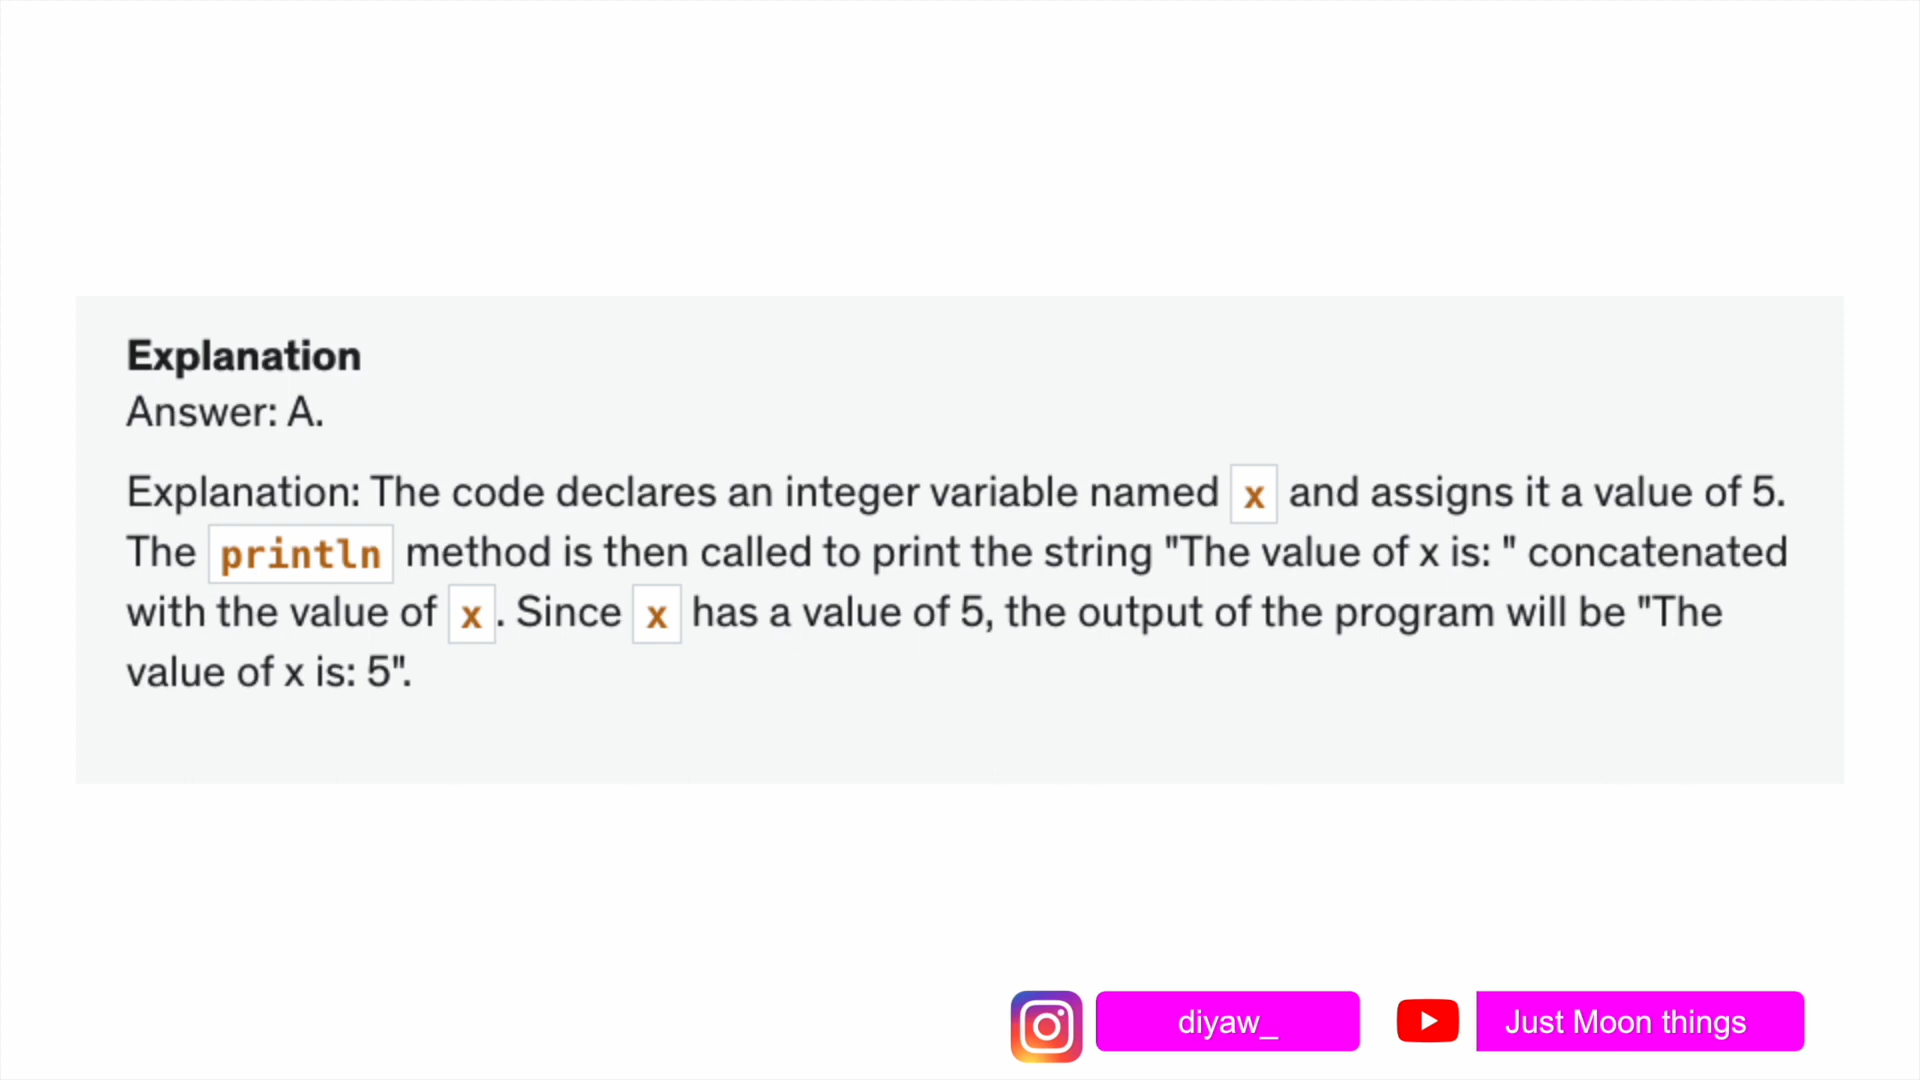 Explanation
Answer: A.
Explanation: The code declares an integer variable named x and assigns it a value of 5.
The println method is then called to print the string "The value of x is: " concatenated
with the value of x. Since x has a value of 5, the output of the program will be "The
value of x is: 5".
diyaw_
Just Moon things